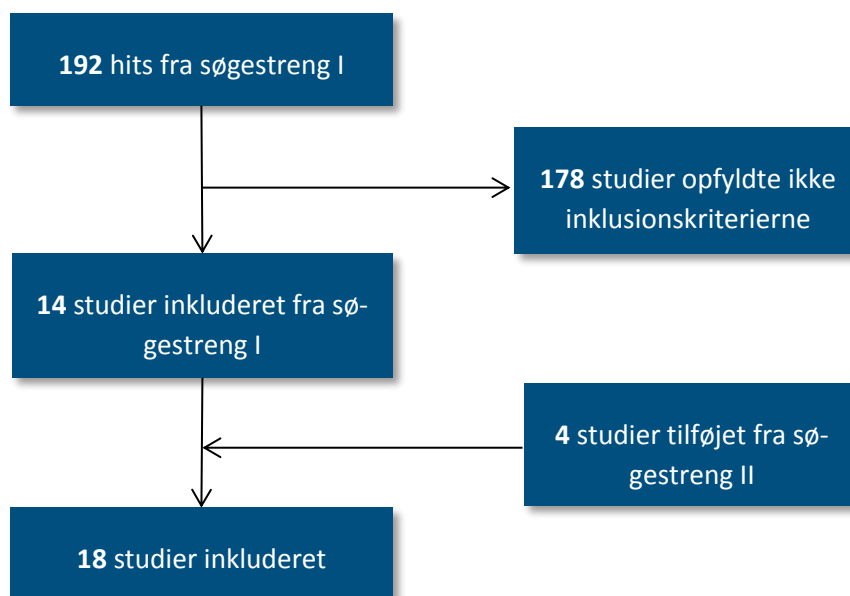 192 hits fra søgestreng I
178 studier opfyldte ikke
inklusionskriterierne
14 studier inkluderet fra sø-
gestreng I
4 studier tilføjet fra sø-
gestreng II
18 studier inkluderet